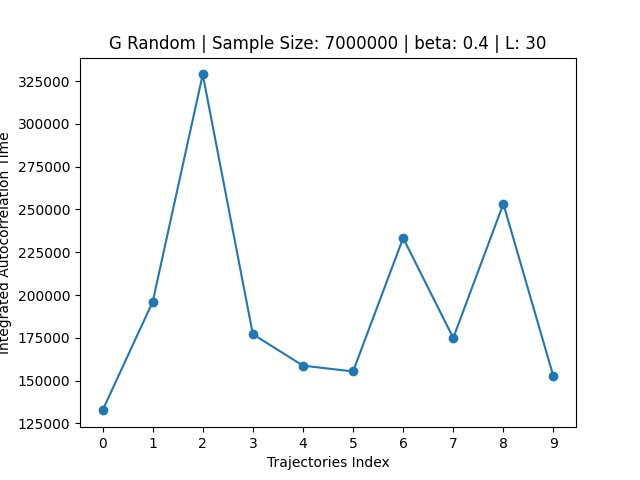 G Random | Sample Size: 7000000 | beta: 0.4 | L: 30
325000
300000
275000
250000
225000
200000
175000
150000
125000
Integrated Autocorrelation Time
0 1 2 3 4 5 6 7 8 9
Trajectories Index